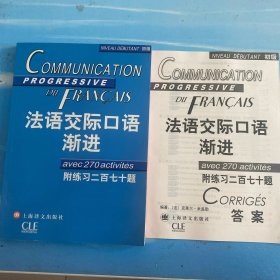 NIVEAU DÉBUTANT 初级
COMMUNICATION
PROGRESSIVE
DU FRANÇAIS
法语交际口语
渐进
avec 270 activités
附练习二百七十题
上海译文出版社
CLE
NIVEAU DÉBUTANT 初级
COMMUNICATION
PROGRESSIVE
DU FRANÇAIS
法语交际口语
渐进
avec 270 activités
附练习二百七十题
CORRIGÉS
答案
上海译文出版社
CLE